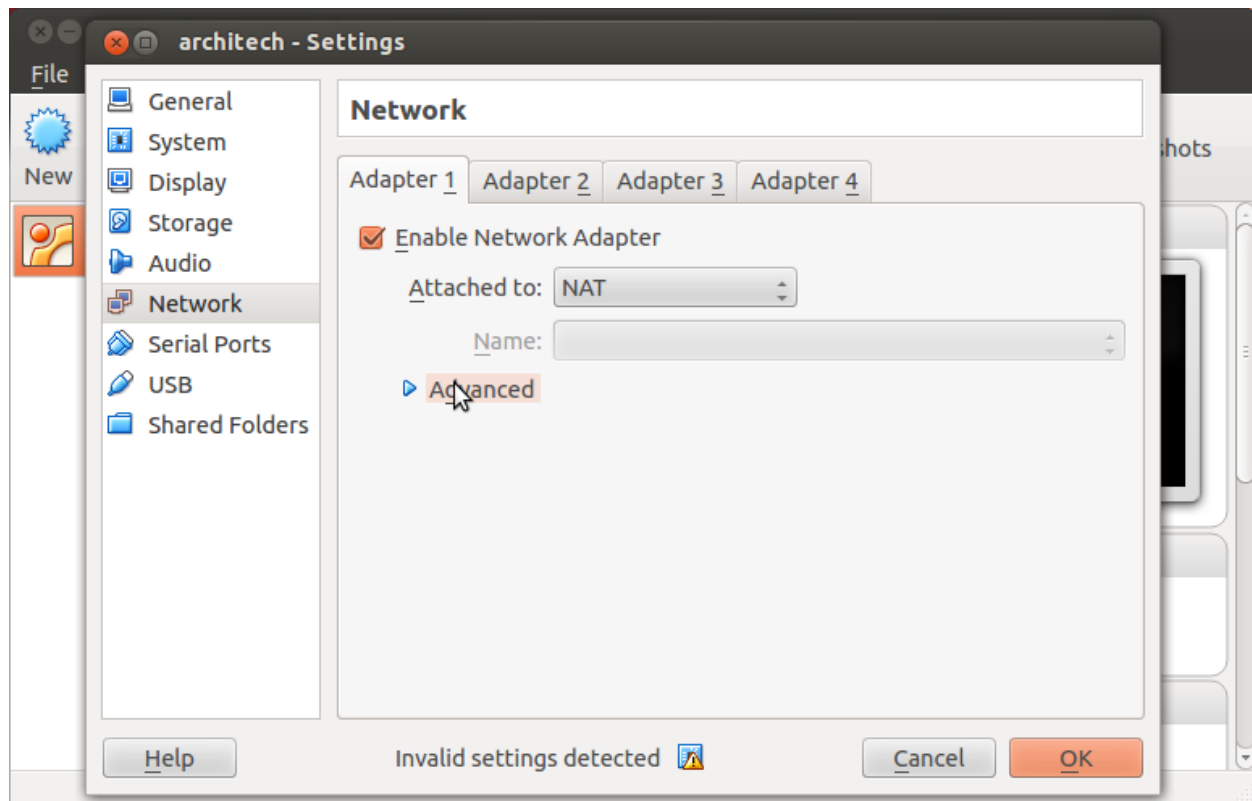 architech - Settings
File
New
General
System
Display
Storage
Audio
Network
Serial Ports
USB
Shared Folders
Network
Adapter 1 Adapter 2 Adapter 3 Adapter 4
Enable Network Adapter
Attached to: NAT
Name:
Advanced
Help
Invalid settings detected
Cancel
OK
hots